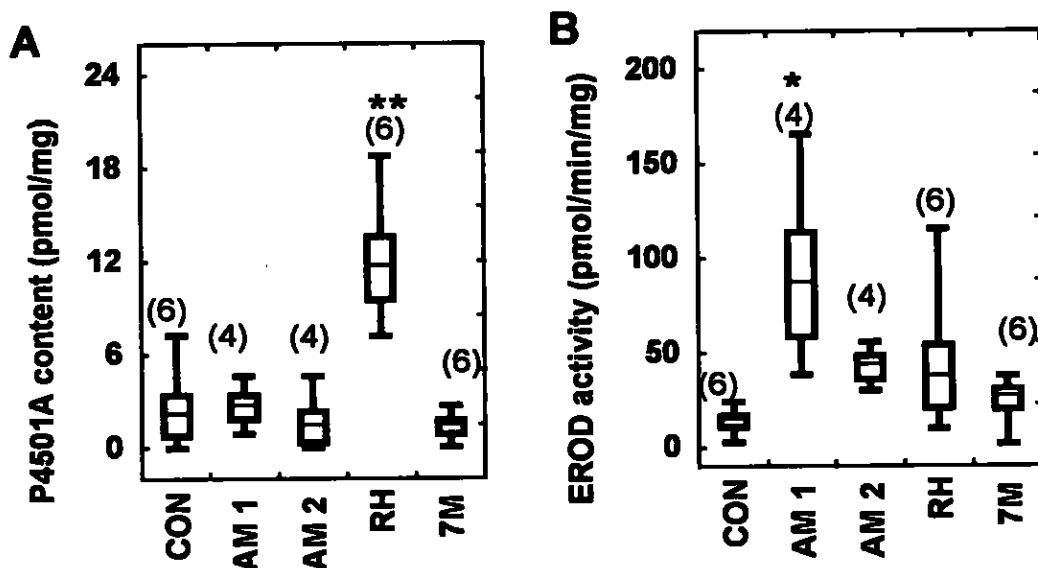 A
P4501A content (pmol/mg)
24
18
12
6
0
(6)
(4)
(4)
**
(6)
(6)
CON
AM 1
AM 2
RH
7M
B
EROD activity (pmol/min/mg)
200
150
100
50
0
(6)
*
(4)
(4)
(6)
(6)
CON
AM 1
AM 2
RH
7M